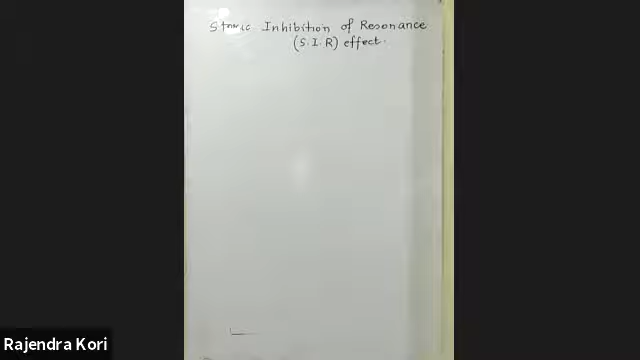 Steric Inhibition of Resonance
(S.I.R) effect.
Rajendra Kori